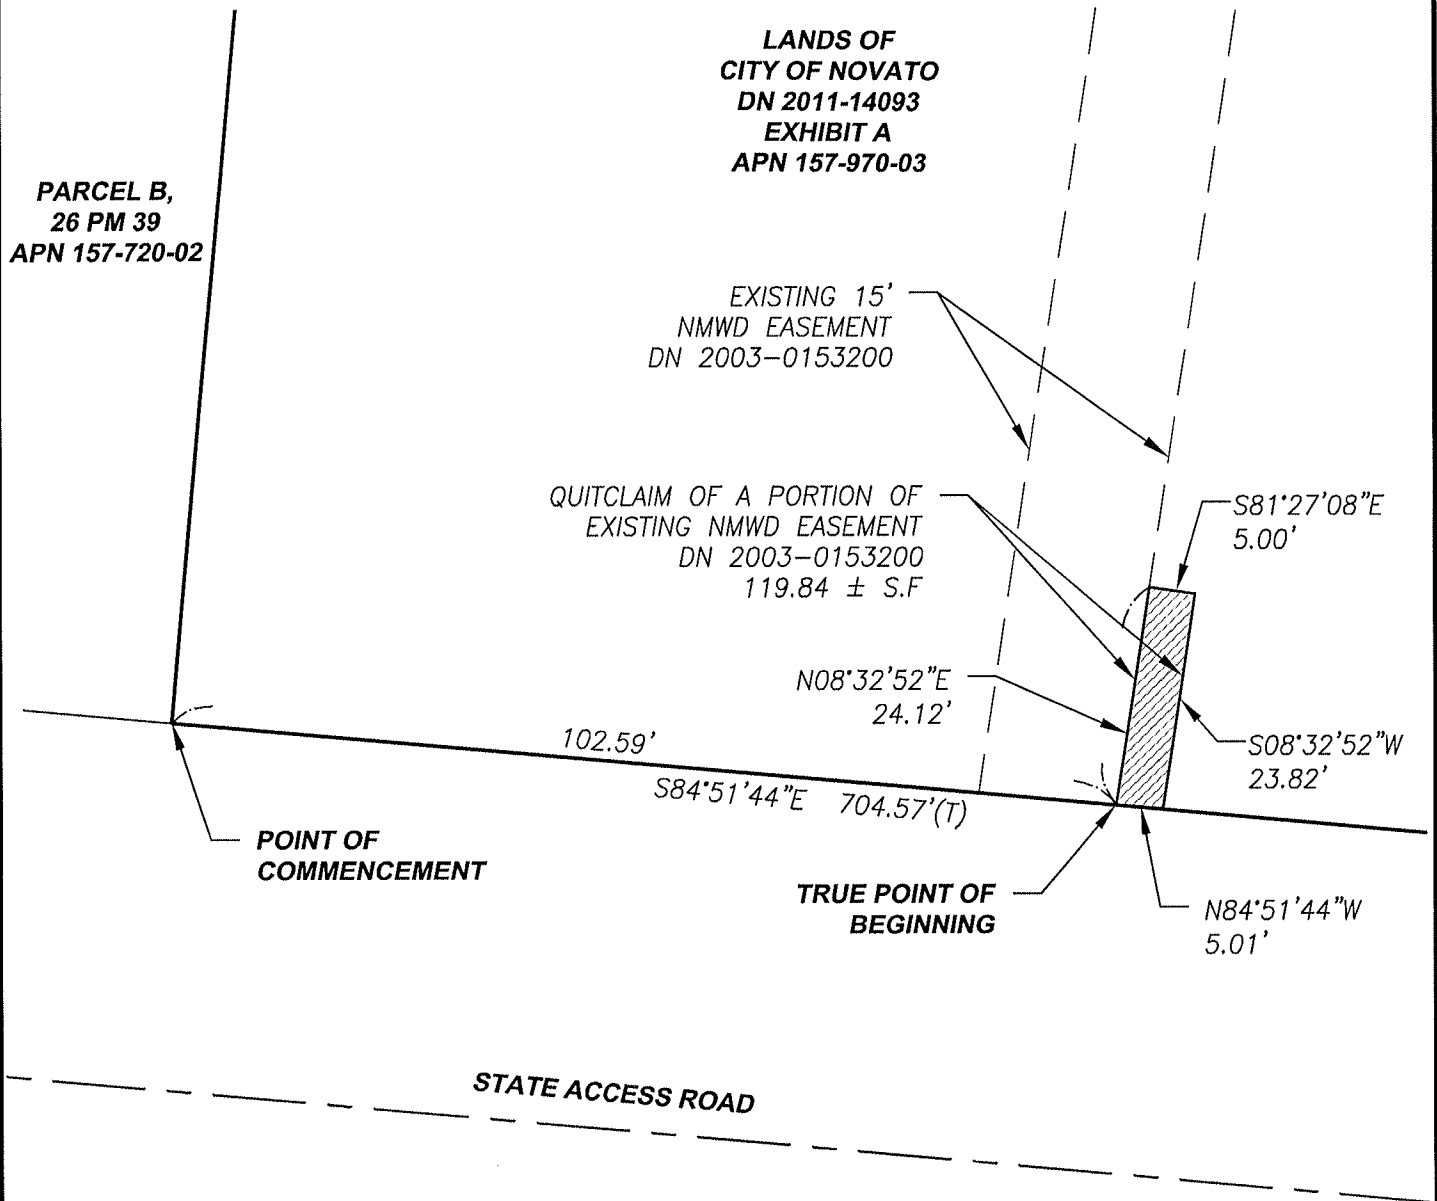 LANDS OF
CITY OF NOVATO
DN 2011-14093
EXHIBIT A
APN 157-970-03
PARCEL B,
26 PM 39
APN 157-720-02
EXISTING 15'
NMWD EASEMENT
DN 2003-0153200
QUITCLAIM OF A PORTION OF
EXISTING NMWD EASEMENT
DN 2003-0153200
119.84 ± S.F
S81°27'08"E
5.00'
N08°32'52"E
24.12'
S08°32'52"W
23.82'
102.59'
S84°51'44"E 704.57'(T)
POINT OF
COMMENCEMENT
TRUE POINT OF
BEGINNING
N84°51'44"W
5.01'
STATE ACCESS ROAD